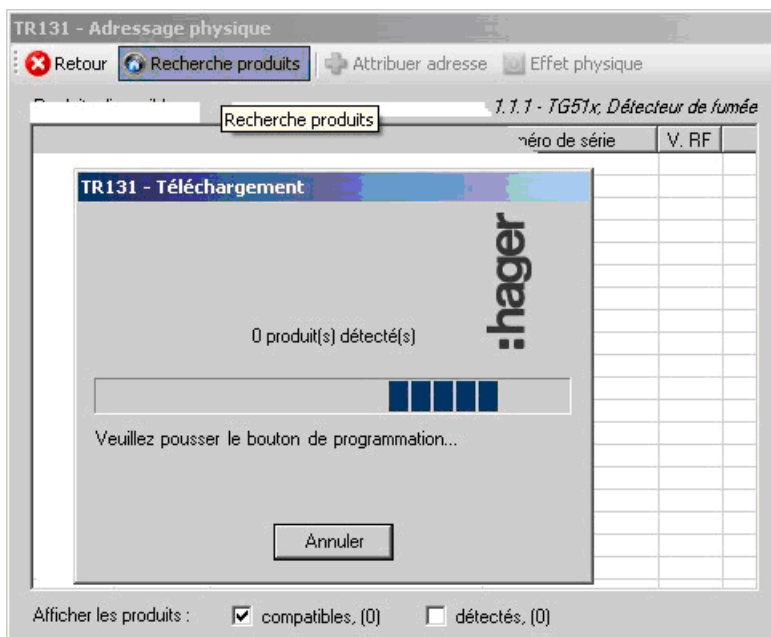 TR131 - Adressage physique
Retour Recherche produits Attribuer adresse Effet physique
1.1.1 - TG51x, Détecteur de fumée
Recherche produits
de série V. RF
TR131 - Téléchargement
:hager
0 produit(s) détecté(s)
Veuillez pousser le bouton de programmation...
Annuler
Afficher les produits : compatibles, (0) détectés, (0)